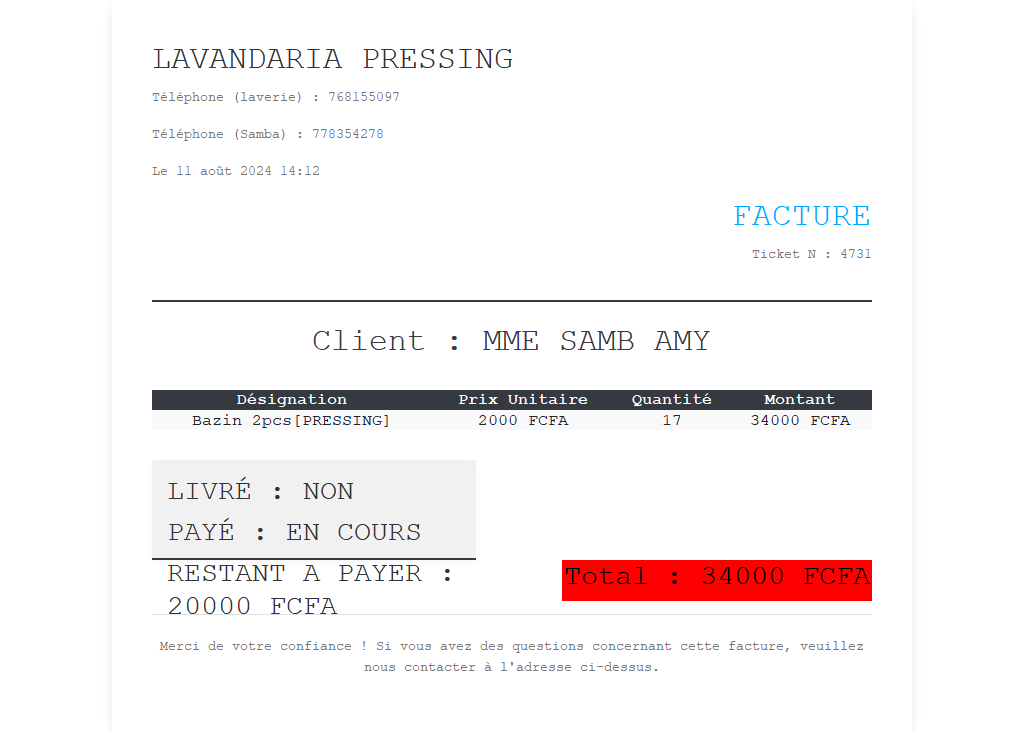 LAVANDARIA PRESSING
Téléphone (laverie) : 768155097
Téléphone (Samba) : 778354278
Le 11 août 2024 14:12
FACTURE
Ticket N : 4731
Client : MME SAMB AMY
Désignation Prix Unitaire Quantité Montant
Bazin 2pcs[PRESSING] 2000 FCFA 17 34000 FCFA
LIVRÉ : NON
PAYÉ : EN COURS
RESTANT A PAYER :
20000 FCFA
Total : 34000 FCFA
Merci de votre confiance ! Si vous avez des questions concernant cette facture, veuillez
nous contacter à l'adresse ci-dessus.